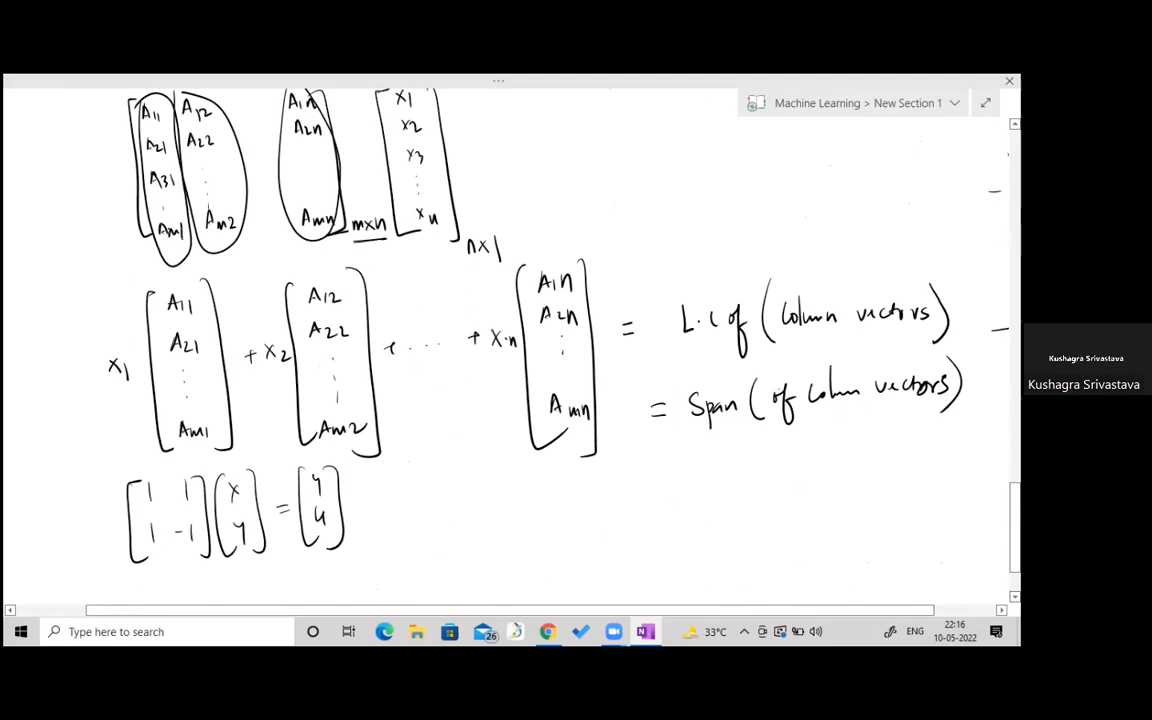 Machine Learning > New Section 1
[A11 A12 A1n] [x1]
[A21 A22 A2n] [x2]
[A31 ⋮ ] [x3]
[⋮ ⋮ ] [⋮]
[Am1 Am2 Amn] m×n [xn] n×1
x1 [A11 A21 ⋮ Am1] + x2 [A12 A22 ⋮ Am2] + .... + x.n [A1n A2n ⋮ Amn] = L.C of (Column vectors)
= Span (of column vectors)
[1 1] (x) = [4]
[1 -1] (y) = [4]
Kushagra Srivastava
Kushagra Srivastava
Type here to search
26
33°C
ENG
22:16
10-05-2022